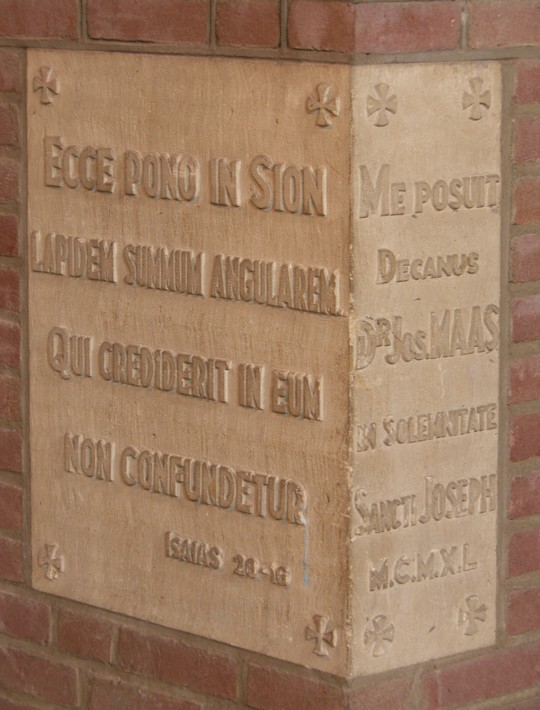 ECCE PONO IN SION
LAPIDEM SUMMUM ANGULAREM.
QUI CREDIDERIT IN EUM
NON CONFUNDETUR
ISAIAS 28-16
ME POSUIT
DECANUS
DR JOS. MAAS
IN SOLEMNITATE
SANCTI JOSEPH
M.C.M.X.L